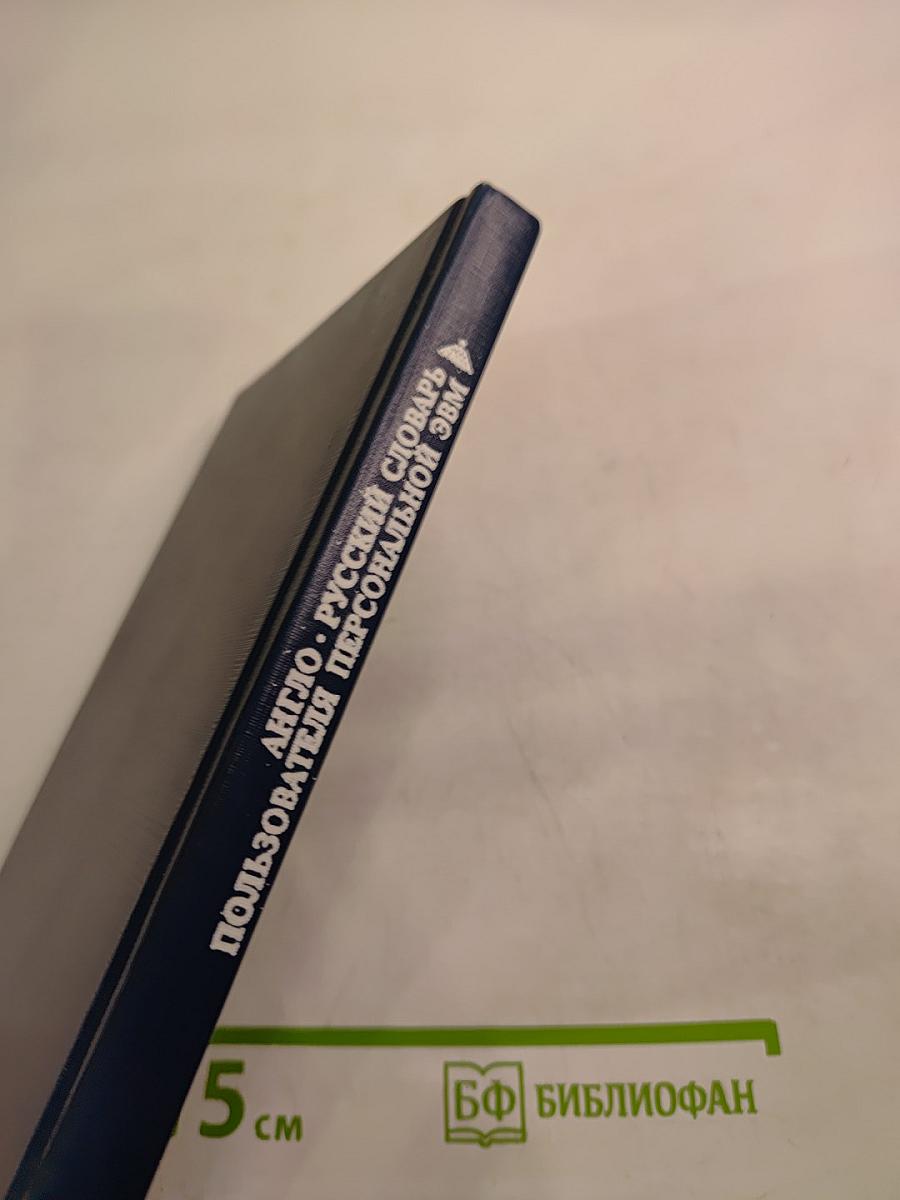 АНГЛО • РУССКИЙ СЛОВАРЬ
ПОЛЬЗОВАТЕЛЯ ПЕРСОНАЛЬНОЙ ЭВМ
5 см
БФ БИБЛИОФАН